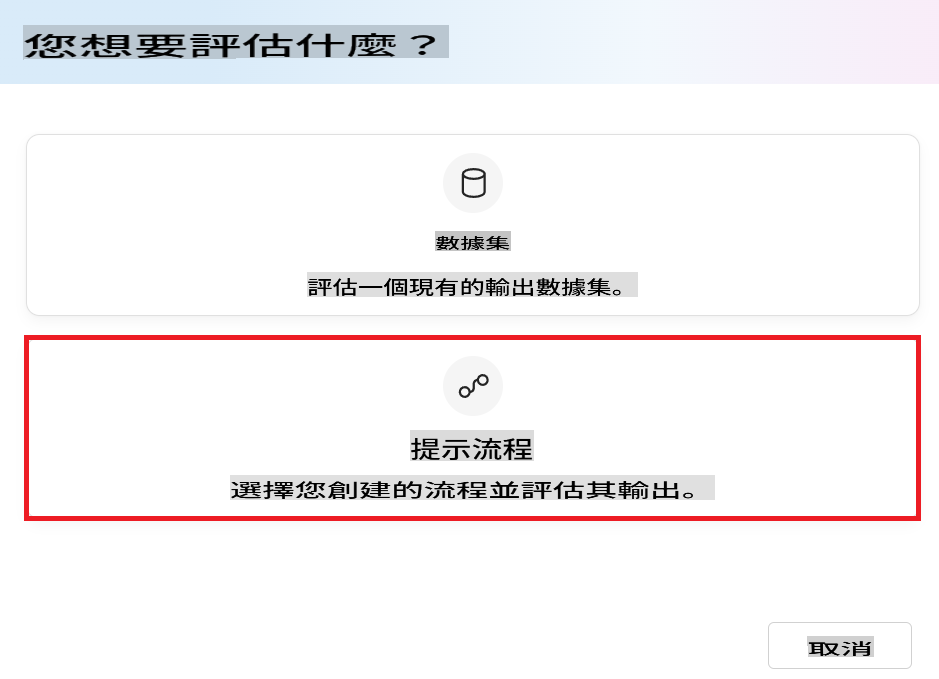 您想要評估什麼？
數據集
評估一個現有的輸出數據集。
提示流程
選擇您創建的流程並評估其輸出。
取消